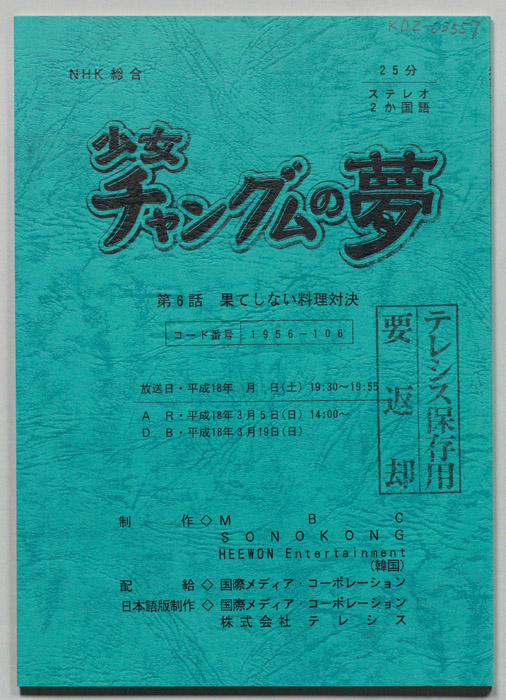 KDZ-03557
NHK 総合
25分
ステレオ
2か国語
少女
チャングムの夢
第6話 果てしない料理対決
コード番号 1956-106
放送日・平成18年 月 日(土) 19:30〜19:55
A R・平成18年3月5日(日) 14:00〜
D B・平成18年3月19日(日)
テレシス保存用
要返却
制 作◇M B C
SONOKONG
HEEWON Entertainment
(韓国)
配 給◇国際メディア・コーポレーション
日本語版制作◇国際メディア・コーポレーション
株式会社 テレシス